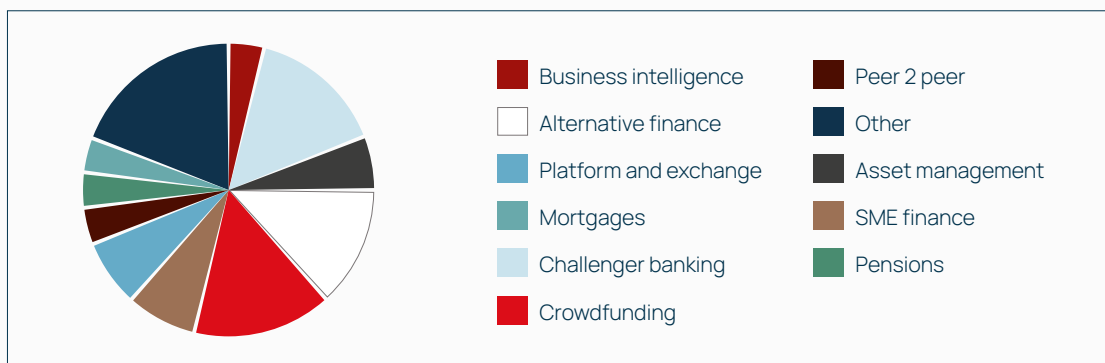 Business intelligence
Alternative finance
Platform and exchange
Mortgages
Challenger banking
Crowdfunding
Peer 2 peer
Other
Asset management
SME finance
Pensions